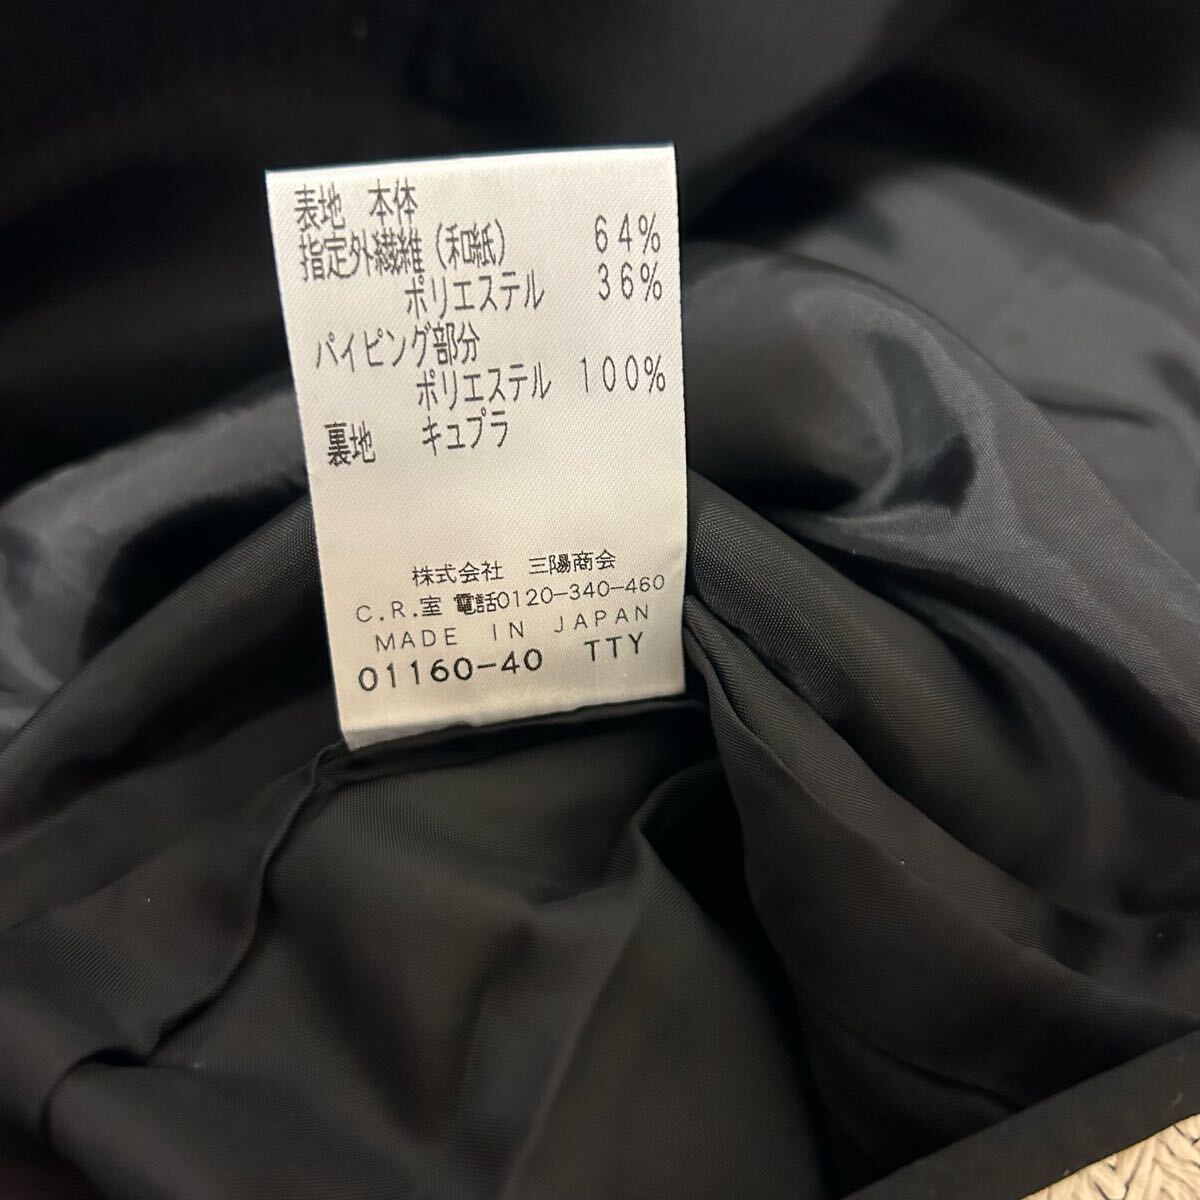 表地 本体
指定外繊維（和紙） 64%
ポリエステル 36%
パイピング部分
ポリエステル 100%
裏地 キュプラ
株式会社 三陽商会
C.R.室 電話0120-340-460
MADE IN JAPAN
01160-40 TTY